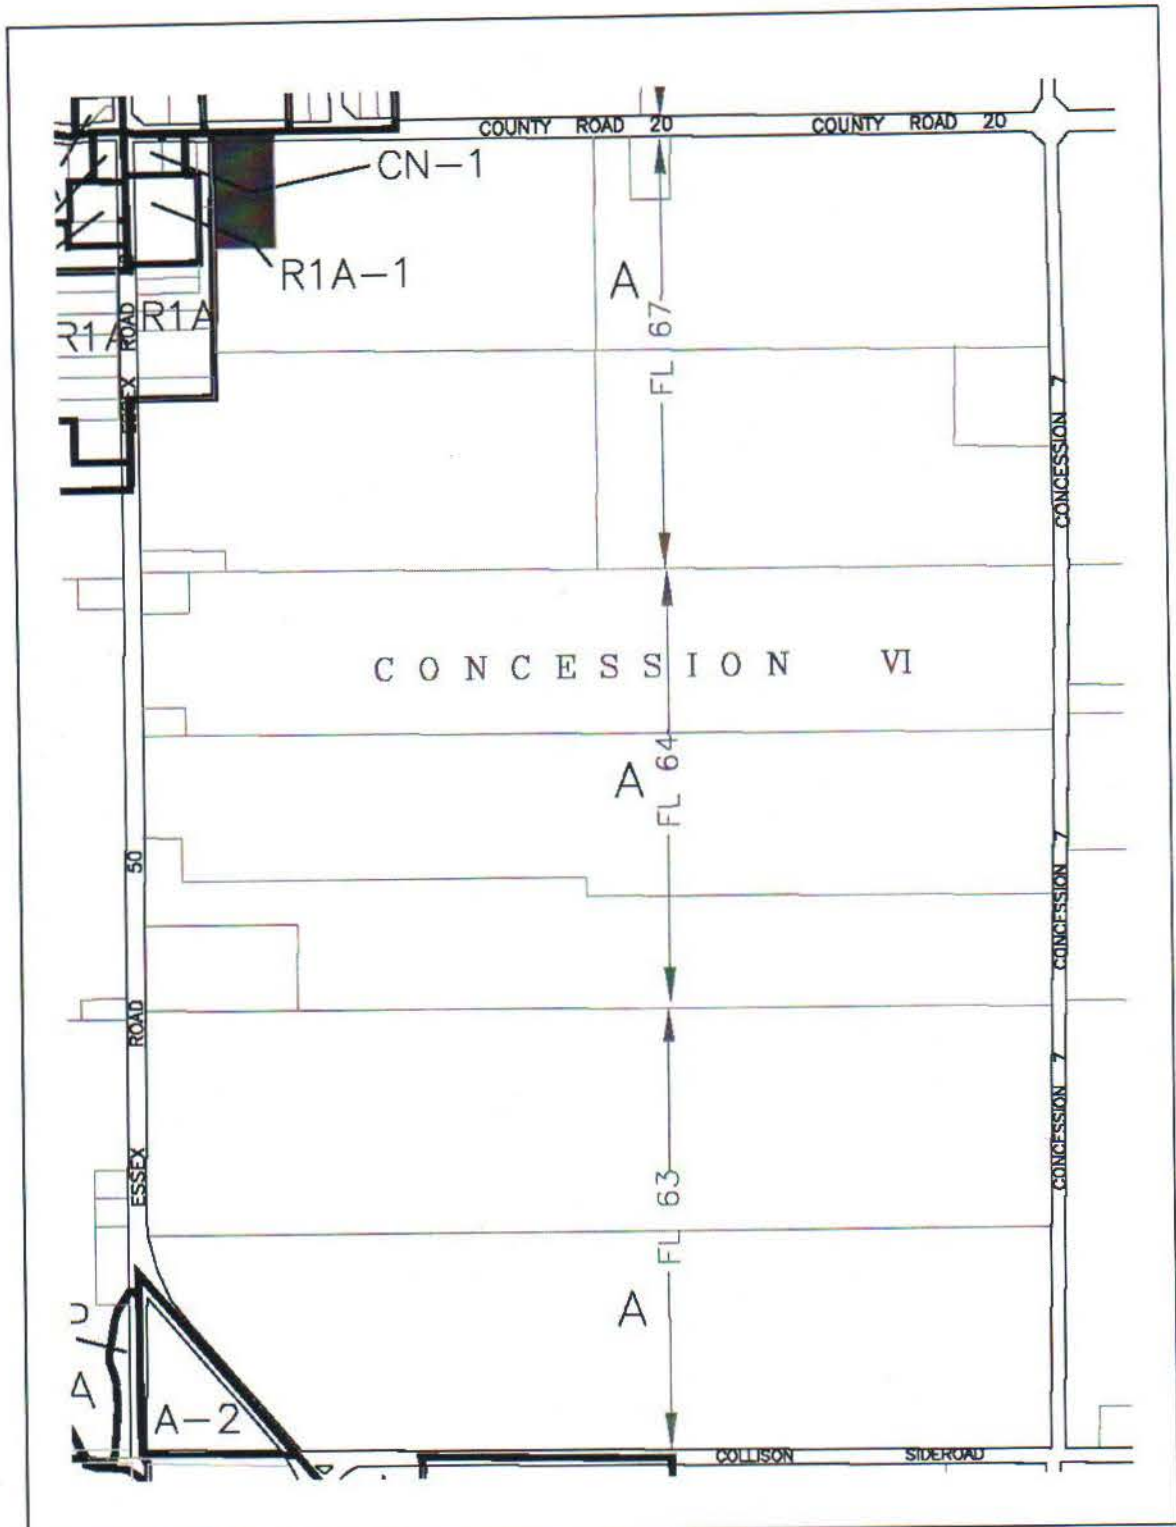 COUNTY ROAD 20 COUNTY ROAD 20
CN-1
R1A-1
R1A
R1A
A
FL 67
ESSEX ROAD
CONCESSION 7
CONCESSION VI
A
FL 64
50
CONCESSION 7
ROAD
CONCESSION 7
ESSEX
FL 63
A
A
A-2
COLLISON SIDEROAD